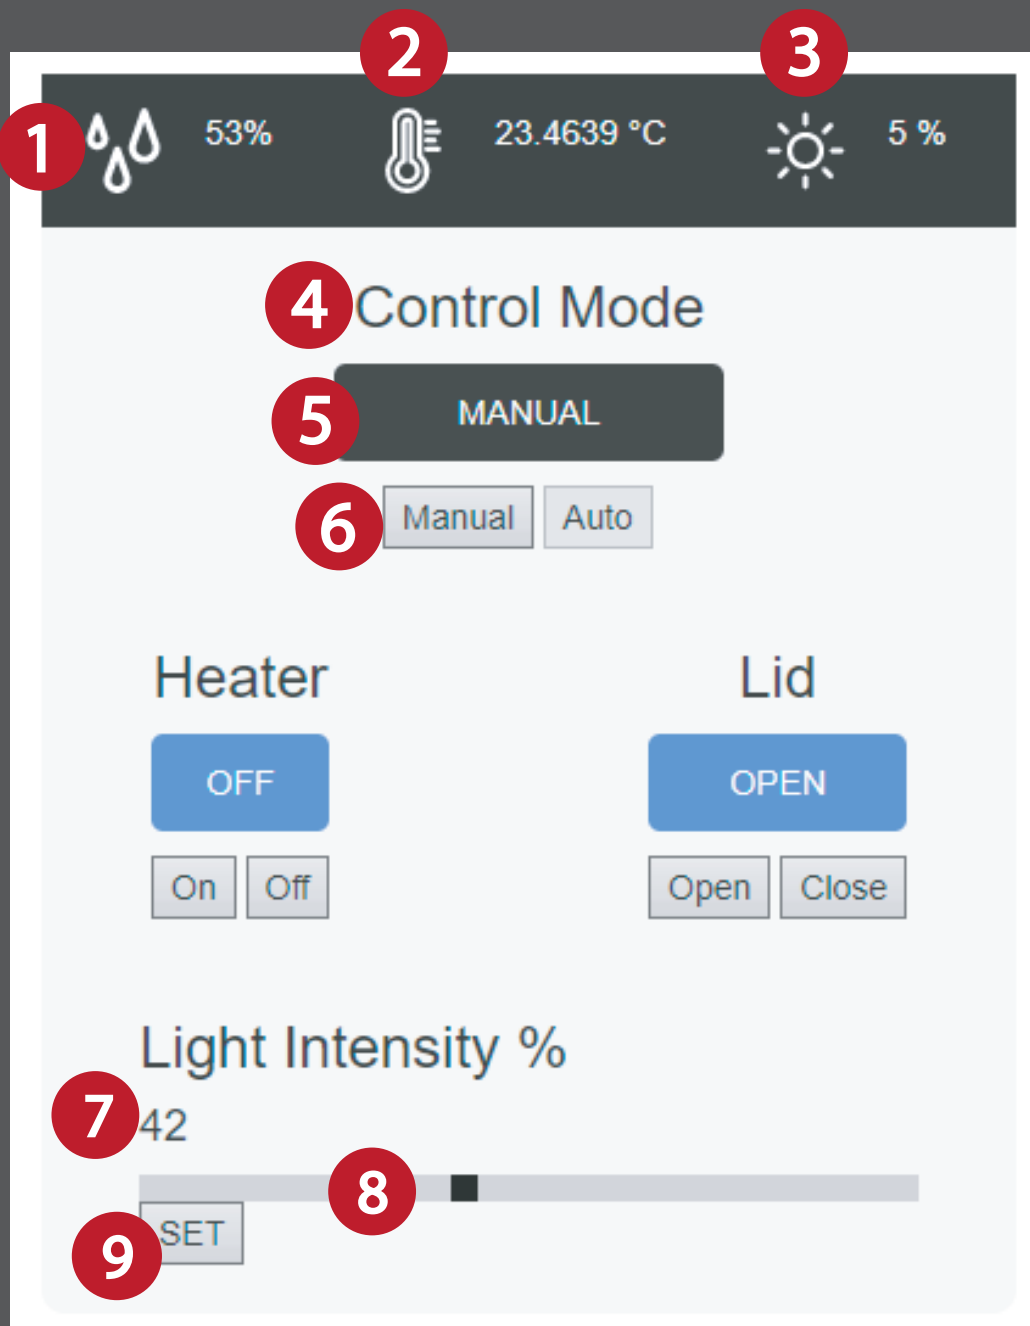 2 3
1 53% 23.4639 °C 5 %
4 Control Mode
5 MANUAL
6 Manual Auto
Heater Lid
OFF OPEN
On Off Open Close
Light Intensity %
7 42
8
9 SET